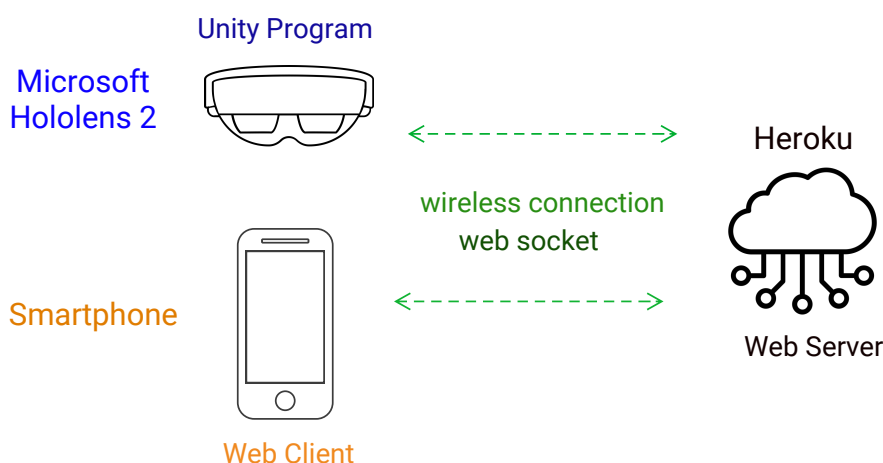 Unity Program
Microsoft
Hololens 2
Heroku
wireless connection
web socket
Smartphone
Web Server
Web Client